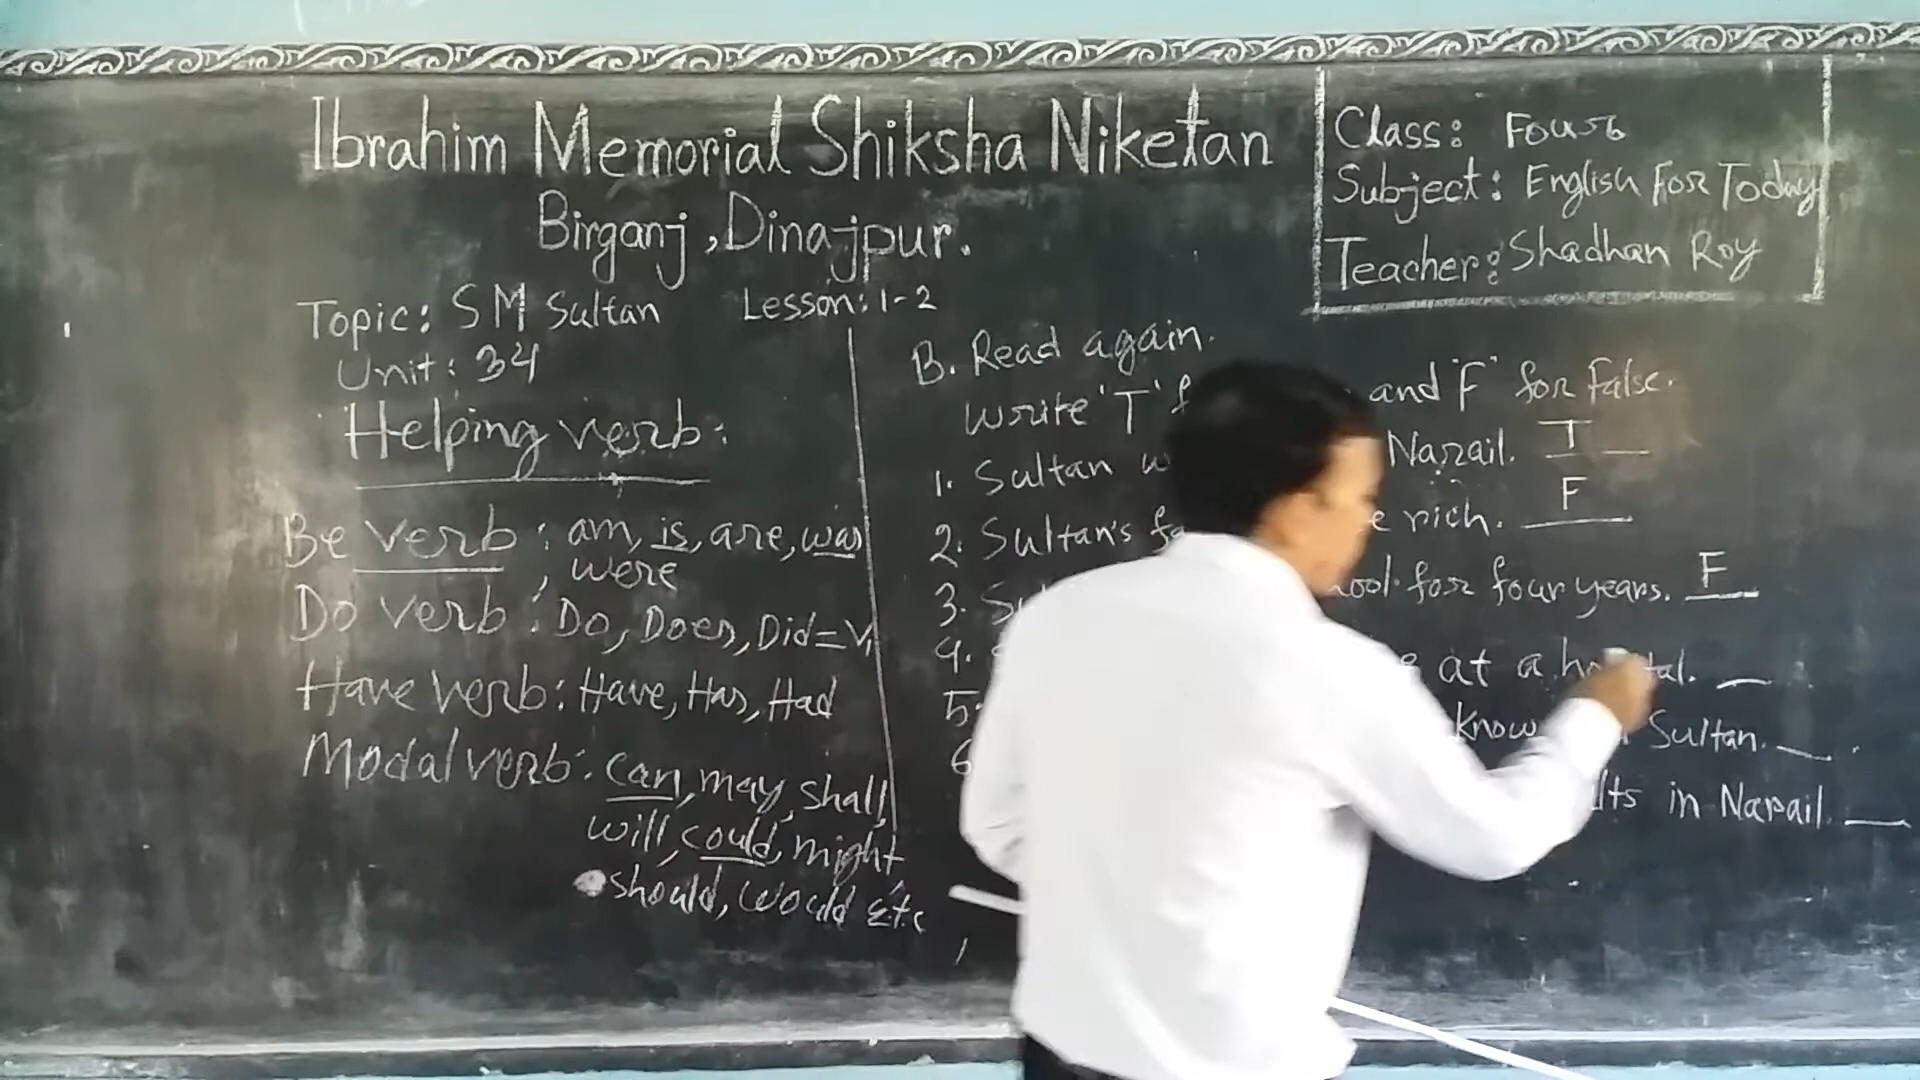 Ibrahim Memorial Shiksha Niketan
Birganj, Dinajpur.
Class: Four
Subject: English For Today
Teacher: Shadhan Roy
Topic: SM Sultan Lesson: 1-2
Unit: 34
Helping verb:
Be verb: am, is, are, was, were
Do verb: Do, Does, Did = V1
Have verb: Have, Has, Had
Modal verb: can, may, shall,
will, could, might
should, would etc
B. Read again.
Write 'T' and 'F' for False.
1. Sultan Narail. T
2. Sultan's rich. F
3. for four years. F
4. at a
5. Sultan.
6. in Narail.